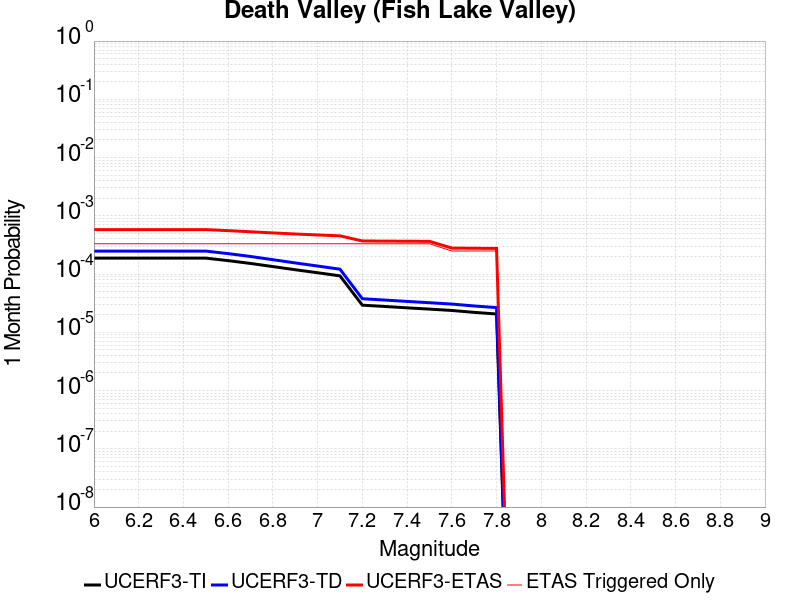 Death Valley (Fish Lake Valley)
10 0
10 -1
10 -2
10 -3
10 -4
10 -5
10 -6
10 -7
10 -8
1 Month Probability
6 6.2 6.4 6.6 6.8 7 7.2 7.4 7.6 7.8 8 8.2 8.4 8.6 8.8 9
Magnitude
UCERF3-TI UCERF3-TD UCERF3-ETAS ETAS Triggered Only